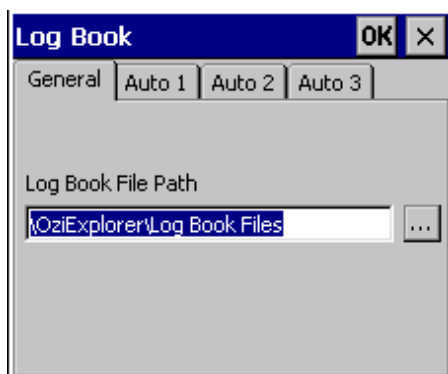 Log Book OK ×
General Auto 1 Auto 2 Auto 3
Log Book File Path
\OziExplorer\Log Book Files ...